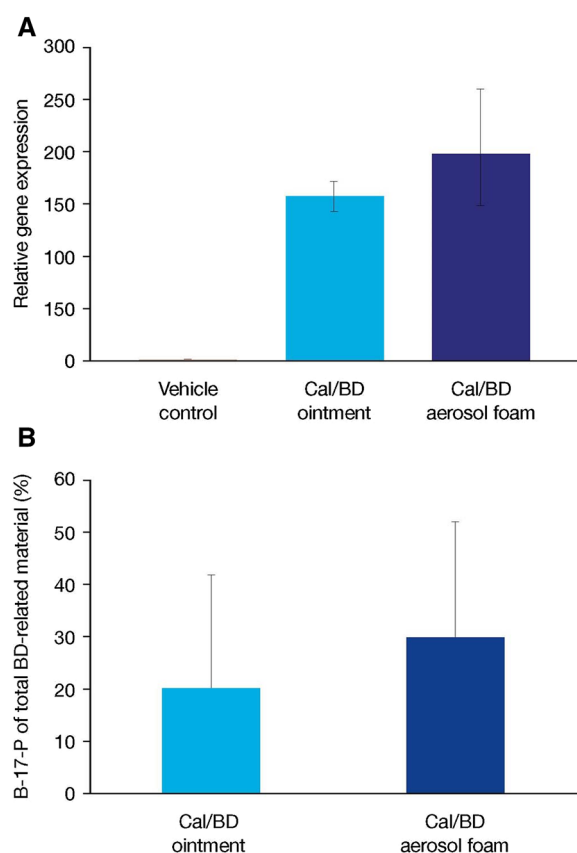 A
Relative gene expression
300
250
200
150
100
150
0
Vehicle
control
Cal/BD
ointment
Cal/BD
aerosol foam
B
B-17-P of total BD-related material (%)
60
50
40
30
20
10
0
Cal/BD
ointment
Cal/BD
aerosol foam